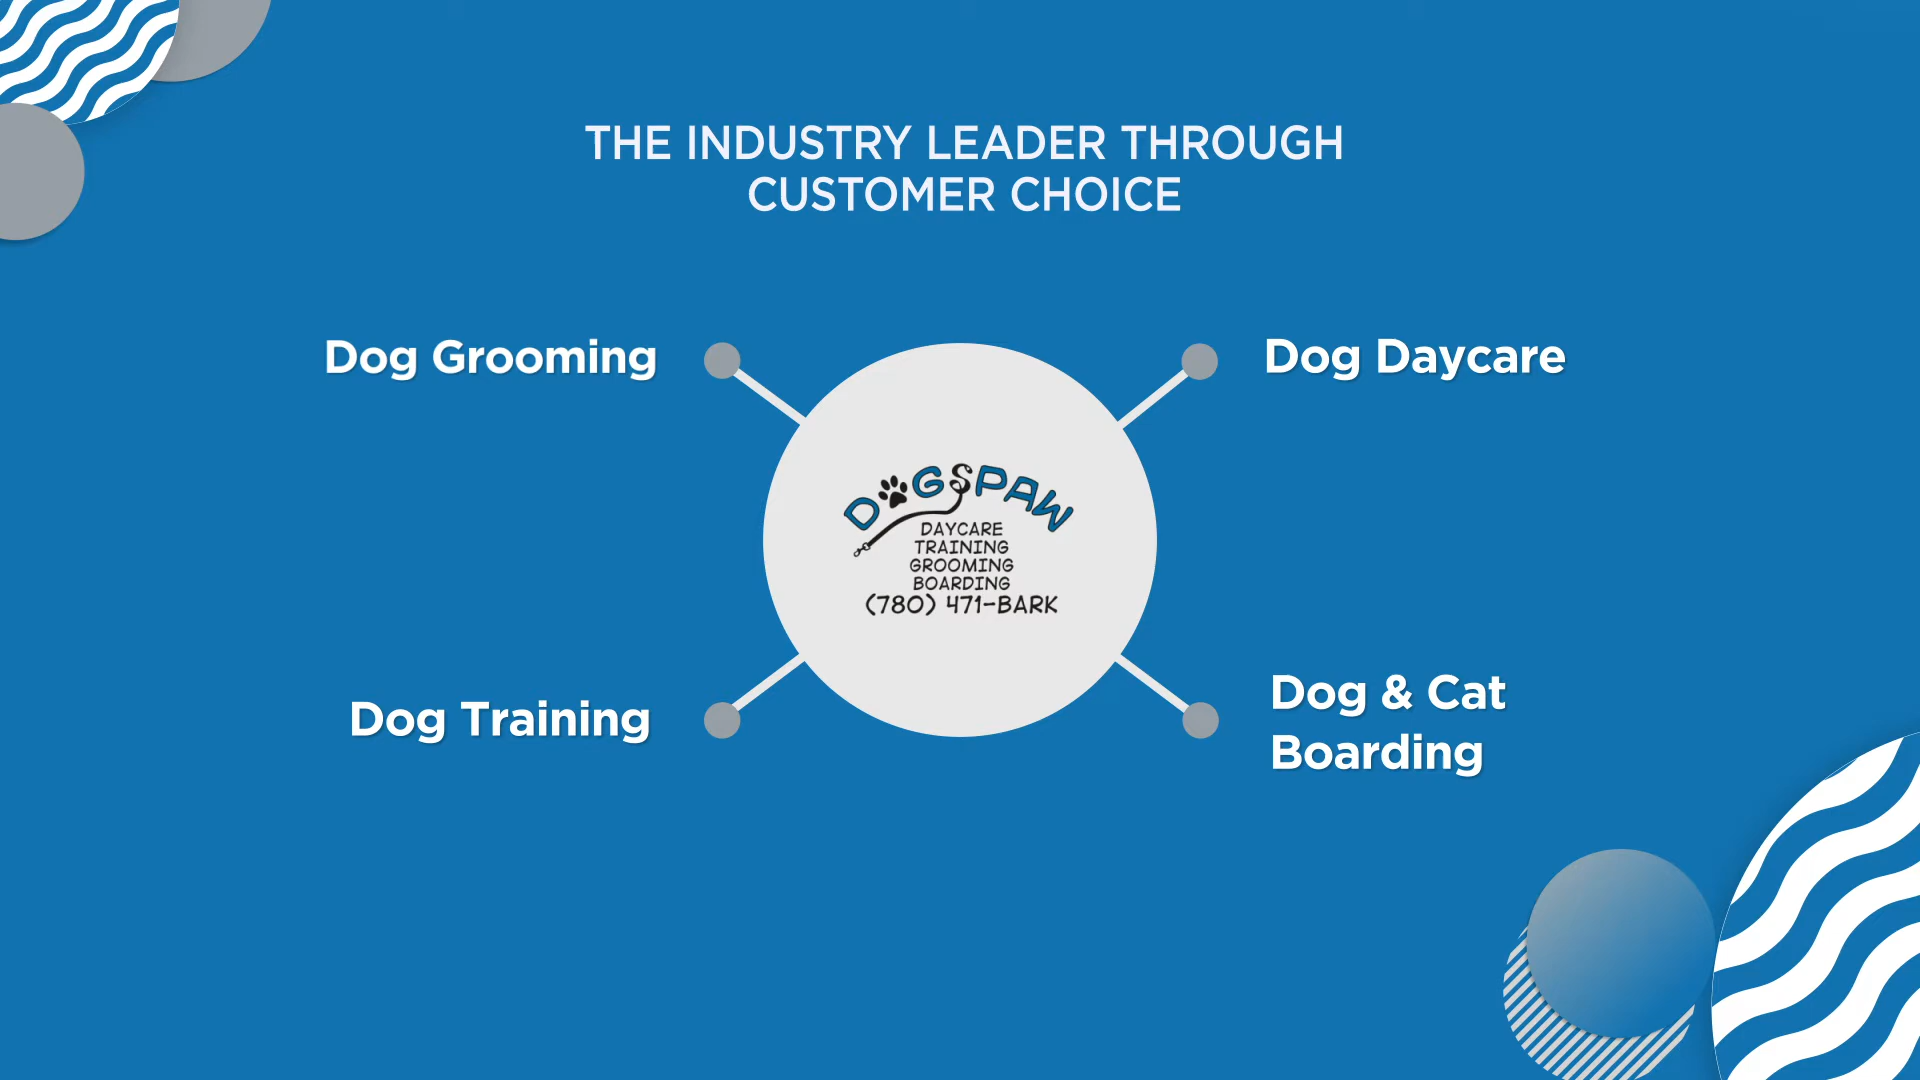 THE INDUSTRY LEADER THROUGH
CUSTOMER CHOICE
Dog Grooming
Dog Daycare
DOGSPAW
DAYCARE
TRAINING
GROOMING
BOARDING
(780) 471-BARK
Dog Training
Dog & Cat
Boarding